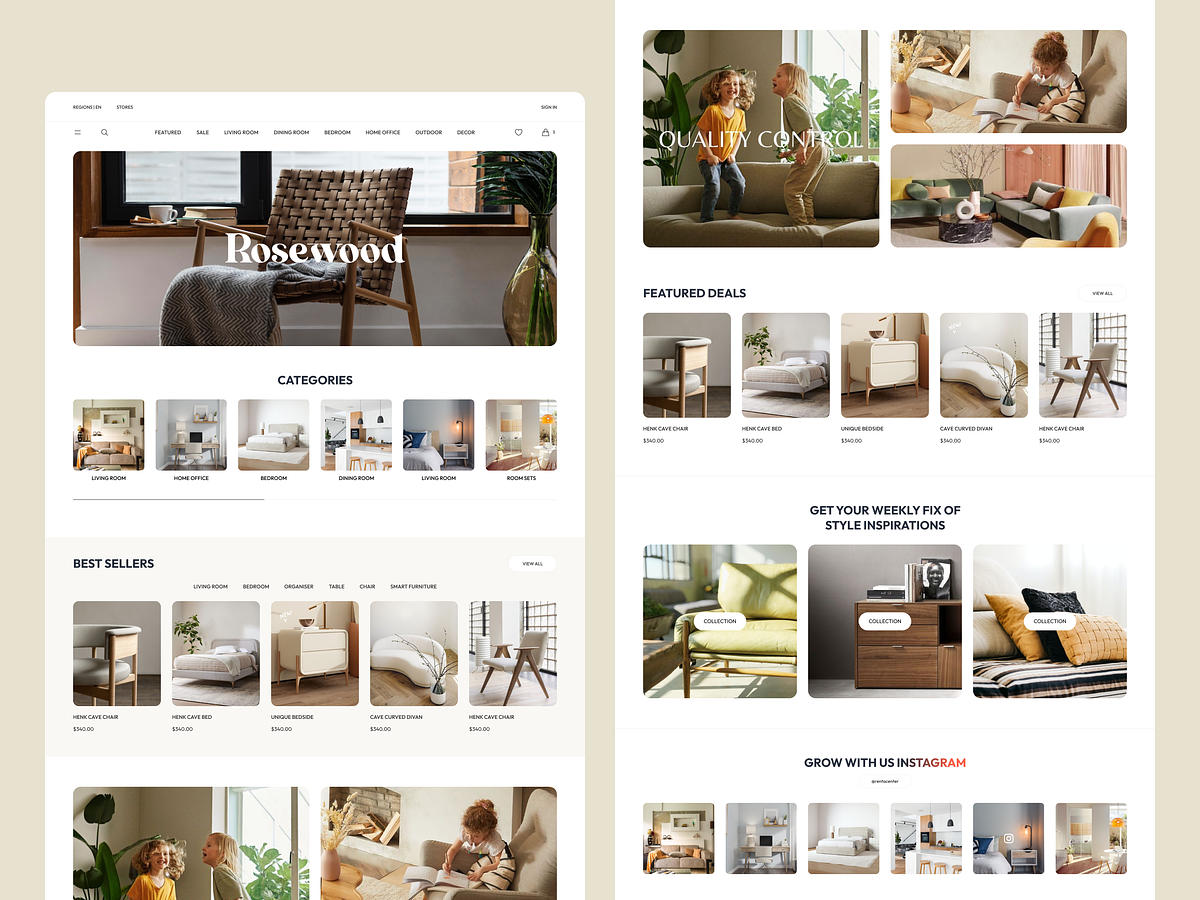 REGIONS | EN
STORES
SIGN IN
FEATURED
SALE
LIVING ROOM
DINING ROOM
BEDROOM
HOME OFFICE
OUTDOOR
DECOR
Rosewood
CATEGORIES
LIVING ROOM
HOME OFFICE
BEDROOM
DINING ROOM
LIVING ROOM
ROOM SETS
BEST SELLERS
VIEW ALL
LIVING ROOM
BEDROOM
ORGANISER
TABLE
CHAIR
SMART FURNITURE
NEW
HENK CAVE CHAIR
HENK CAVE BED
UNIQUE BEDSIDE
CAVE CURVED DIVAN
HENK CAVE CHAIR
$340.00
$340.00
$340.00
$340.00
$340.00
QUALITY CONTROL
FEATURED DEALS
VIEW ALL
NEW
HENK CAVE CHAIR
HENK CAVE BED
UNIQUE BEDSIDE
CAVE CURVED DIVAN
HENK CAVE CHAIR
$340.00
$340.00
$340.00
$340.00
$340.00
GET YOUR WEEKLY FIX OF
STYLE INSPIRATIONS
COLLECTION
COLLECTION
COLLECTION
GROW WITH US INSTAGRAM
@rentacenter